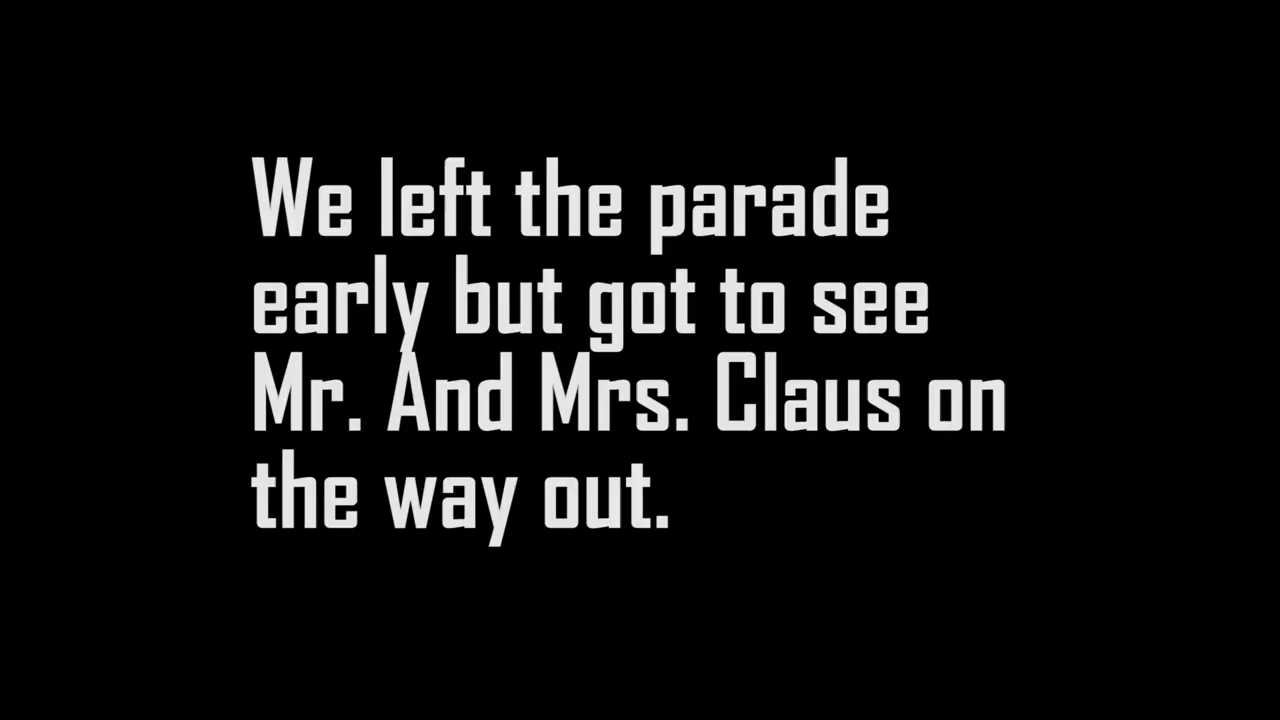 We left the parade
early but got to see
Mr. And Mrs. Claus on
the way out.